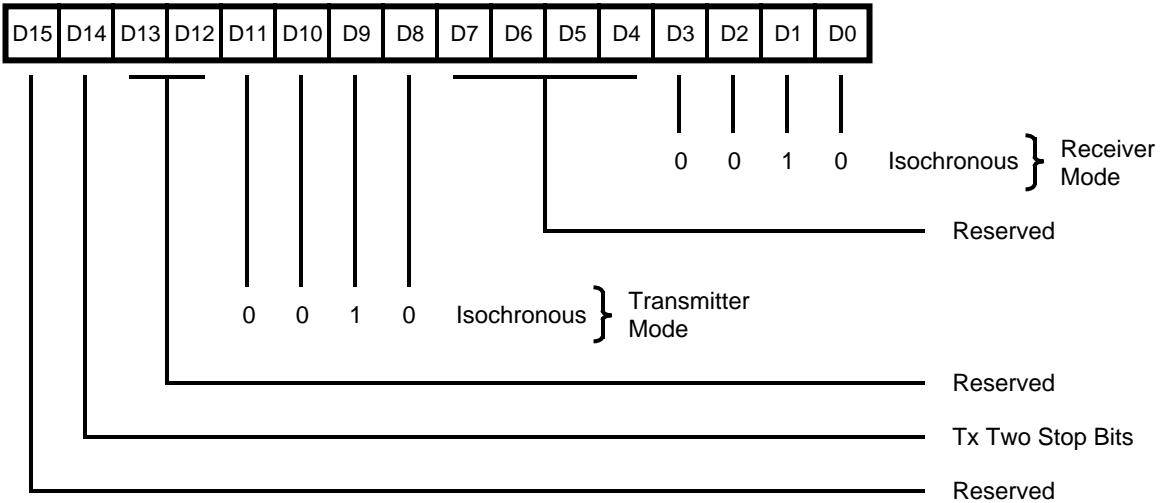 D15 D14 D13 D12 D11 D10 D9 D8 D7 D6 D5 D4 D3 D2 D1 D0
0 0 1 0 Isochronous Receiver
Mode
Reserved
0 0 1 0 Isochronous Transmitter
Mode
Reserved
Tx Two Stop Bits
Reserved